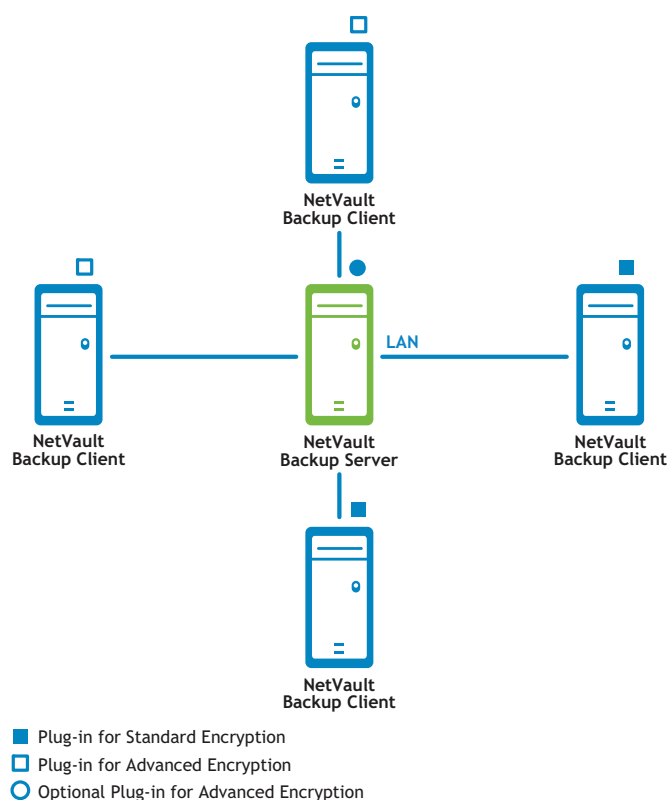 NetVault
Backup Client
NetVault
Backup Client
LAN
NetVault
Backup Server
NetVault
Backup Client
NetVault
Backup Client
Plug-in for Standard Encryption
Plug-in for Advanced Encryption
Optional Plug-in for Advanced Encryption